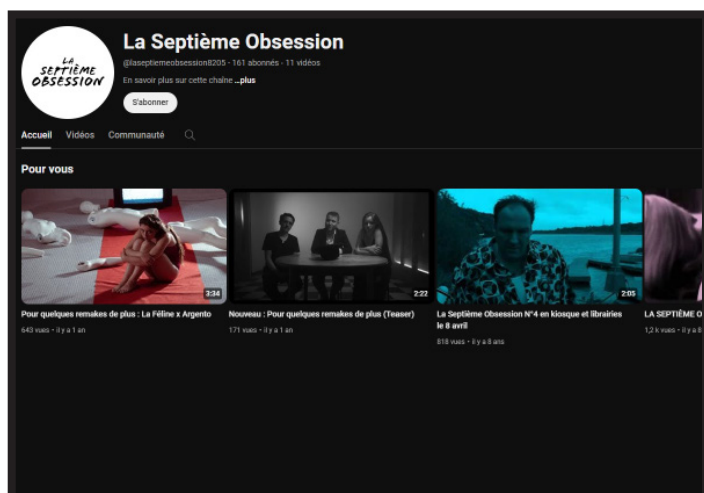 LA
SEPTIÈME
OBSESSION
La Septième Obsession
@laseptiemeobsession8205 · 161 abonnés · 11 vidéos
En savoir plus sur cette chaîne ...plus
S'abonner
Accueil Vidéos Communauté
Pour vous
3:34
2:22
2:05
Pour quelques remakes de plus : La Féline x Argento
643 vues • il y a 1 an
Nouveau : Pour quelques remakes de plus (Teaser)
171 vues • il y a 1 an
La Septième Obsession N°4 en kiosque et librairies
le 8 avril
818 vues • il y a 8 ans
LA SEPTIÈME O
1,2 k vues • il y a 8